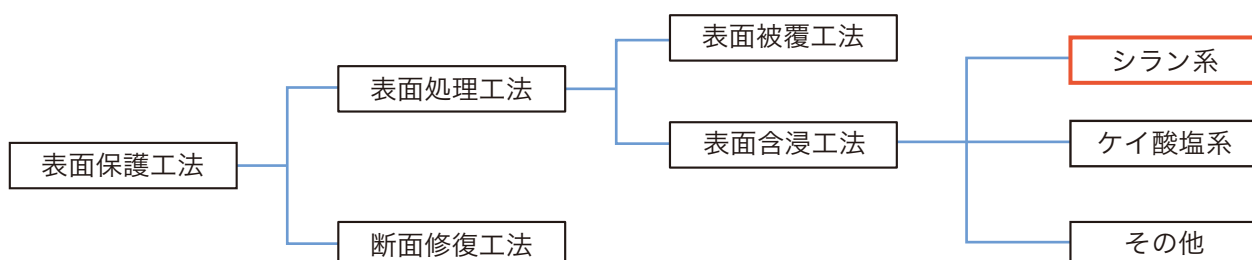 表面保護工法
表面処理工法
断面修復工法
表面被覆工法
表面含浸工法
シラン系
ケイ酸塩系
その他